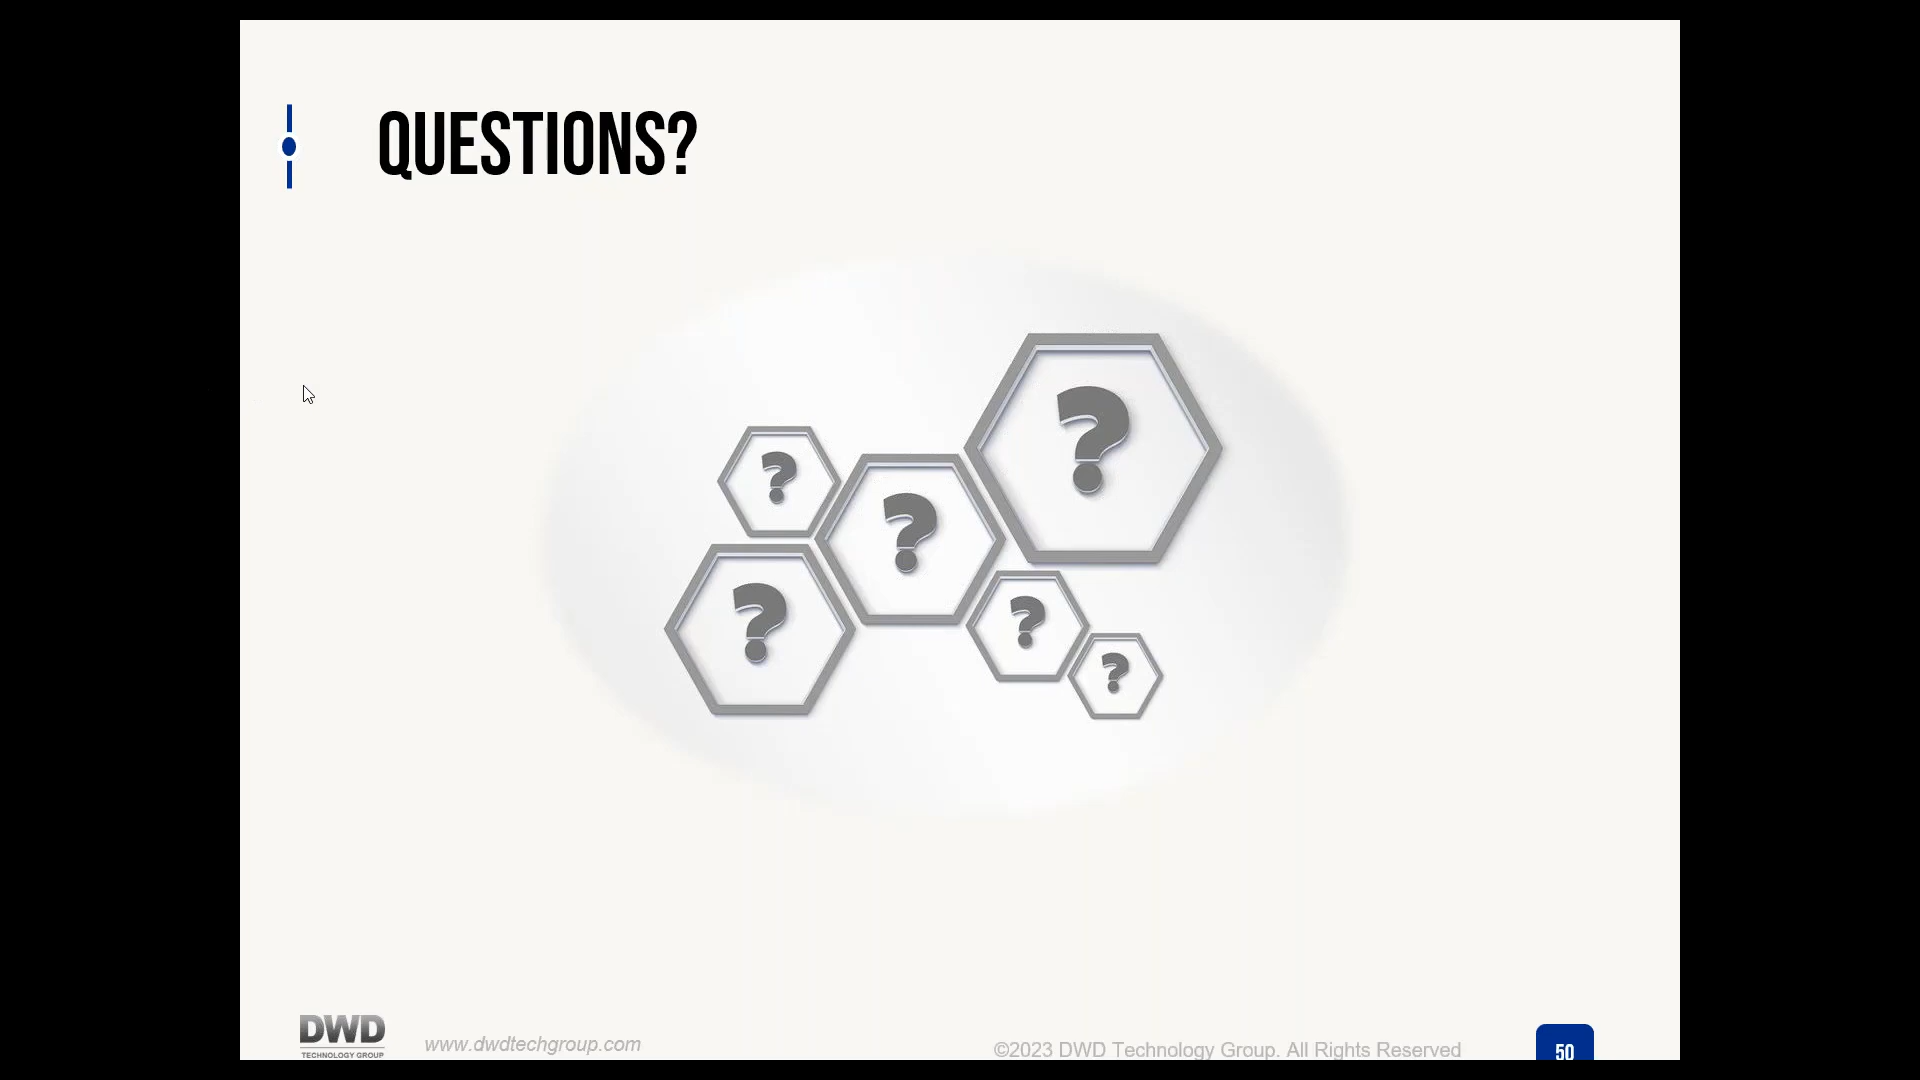 QUESTIONS?
?
?
?
?
?
?
DWD
TECHNOLOGY GROUP
www.dwdtechgroup.com
©2023 DWD Technology Group. All Rights Reserved
50